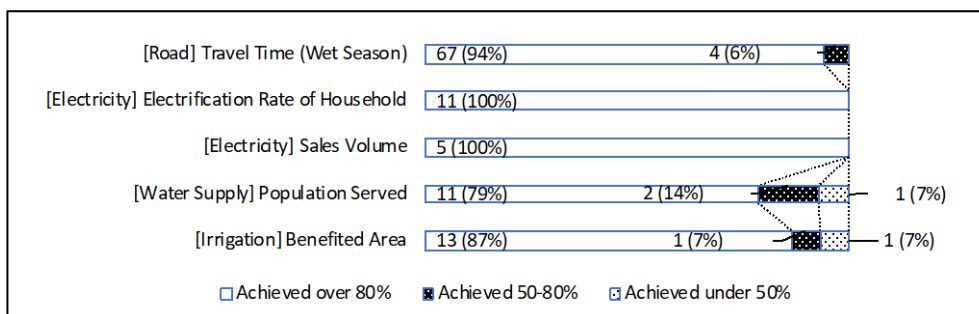 [Road] Travel Time (Wet Season) 67 (94%) 4 (6%)
[Electricity] Electrification Rate of Household 11 (100%)
[Electricity] Sales Volume 5 (100%)
[Water Supply] Population Served 11 (79%) 2 (14%) 1 (7%)
[Irrigation] Benefited Area 13 (87%) 1 (7%) 1 (7%)
Achieved over 80% Achieved 50-80% Achieved under 50%